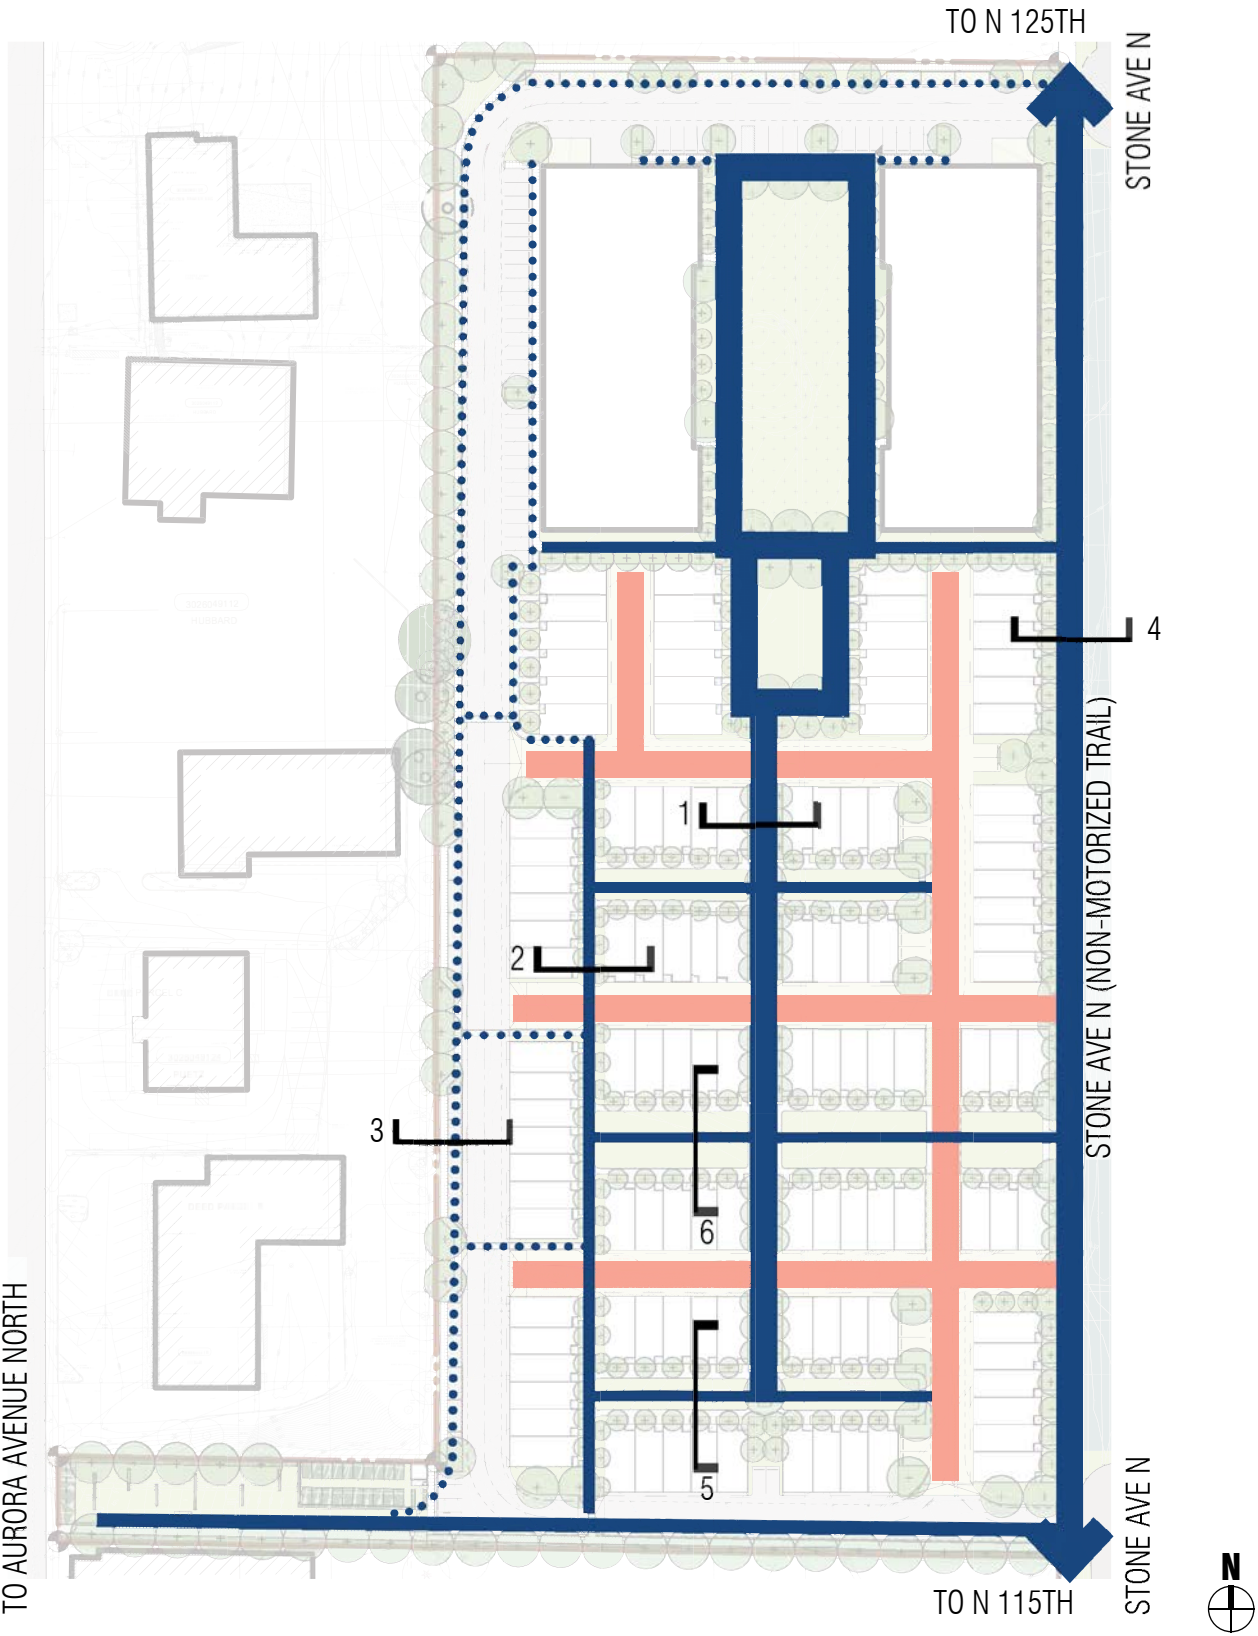 TO N 125TH
STONE AVE N
4
STONE AVE N (NON-MOTORIZED TRAIL)
1
2
3
6
5
TO AURORA AVENUE NORTH
STONE AVE N
TO N 115TH
N